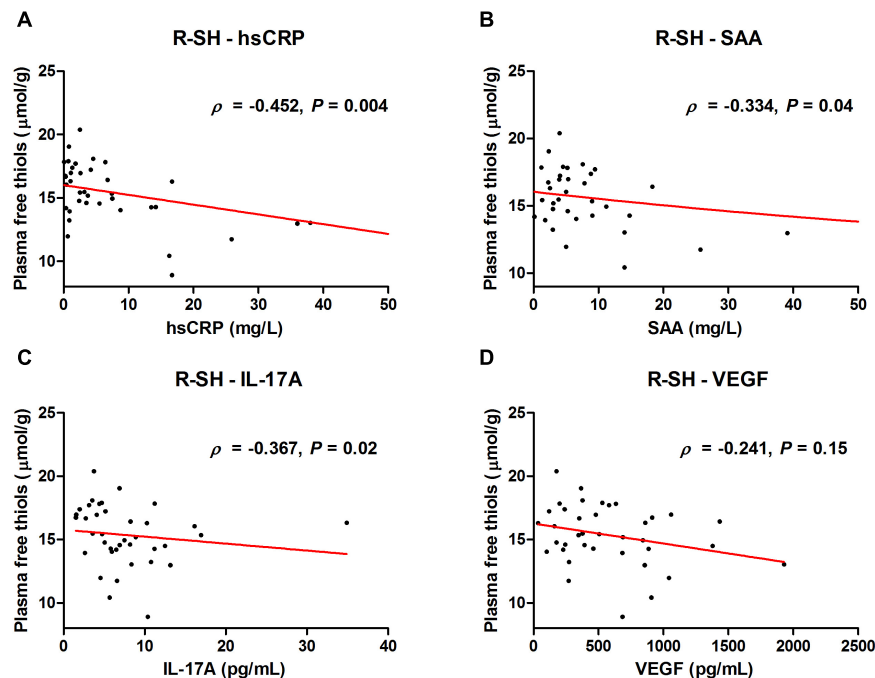 A
R-SH - hsCRP
ρ = -0.452, P = 0.004
Plasma free thiols (μmol/g)
25
20
15
10
0 10 20 30 40 50
hsCRP (mg/L)
B
R-SH - SAA
ρ = -0.334, P = 0.04
Plasma free thiols (μmol/g)
25
20
15
10
0 10 20 30 40 50
SAA (mg/L)
C
R-SH - IL-17A
ρ = -0.367, P = 0.02
Plasma free thiols (μmol/g)
25
20
15
10
0 10 20 30 40
IL-17A (pg/mL)
D
R-SH - VEGF
ρ = -0.241, P = 0.15
Plasma free thiols (μmol/g)
25
20
15
10
0 500 1000 1500 2000 2500
VEGF (pg/mL)